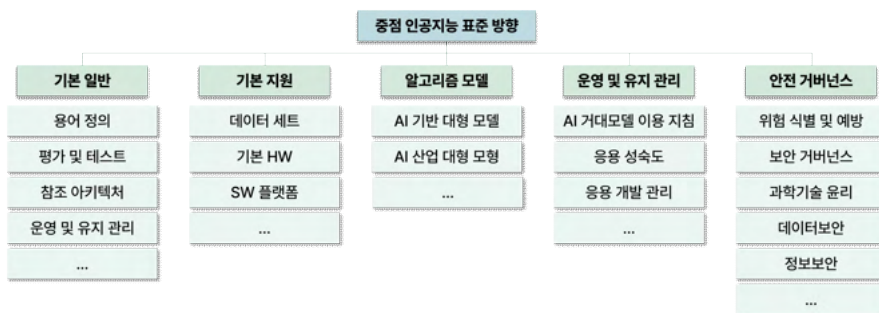 중점 인공지능 표준 방향
기본 일반
용어 정의
평가 및 테스트
참조 아키텍처
운영 및 유지 관리
...
기본 지원
데이터 세트
기본 HW
SW 플랫폼
...
알고리즘 모델
AI 기반 대형 모델
AI 산업 대형 모형
...
운영 및 유지 관리
AI 거대모델 이용 지침
응용 성숙도
응용 개발 관리
...
안전 거버넌스
위험 식별 및 예방
보안 거버넌스
과학기술 윤리
데이터보안
정보보안
...